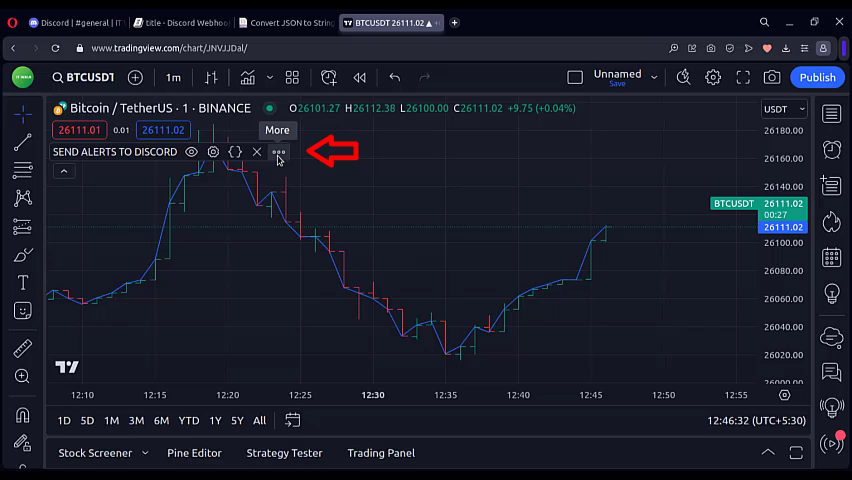 Discord | #general | IT
title - Discord Webhoo
Convert JSON to String
BTCUSDT 26111.02
www.tradingview.com/chart/JNVJJDal/
BTCUSDT
1m
Unnamed
Save
Publish
Bitcoin / TetherUS · 1 · BINANCE
O26101.27 H26112.38 L26100.00 C26111.02 +9.75 (+0.04%)
USDT
26111.01
0.01
26111.02
More
SEND ALERTS TO DISCORD
26180.00
26160.00
26140.00
BTCUSDT
26111.02
00:27
26111.02
26100.00
26080.00
26060.00
26040.00
26020.00
26000.00
12:10
12:15
12:20
12:25
12:30
12:35
12:40
12:45
12:50
12:55
1D 5D 1M 3M 6M YTD 1Y 5Y All
12:46:32 (UTC+5:30)
Stock Screener
Pine Editor
Strategy Tester
Trading Panel